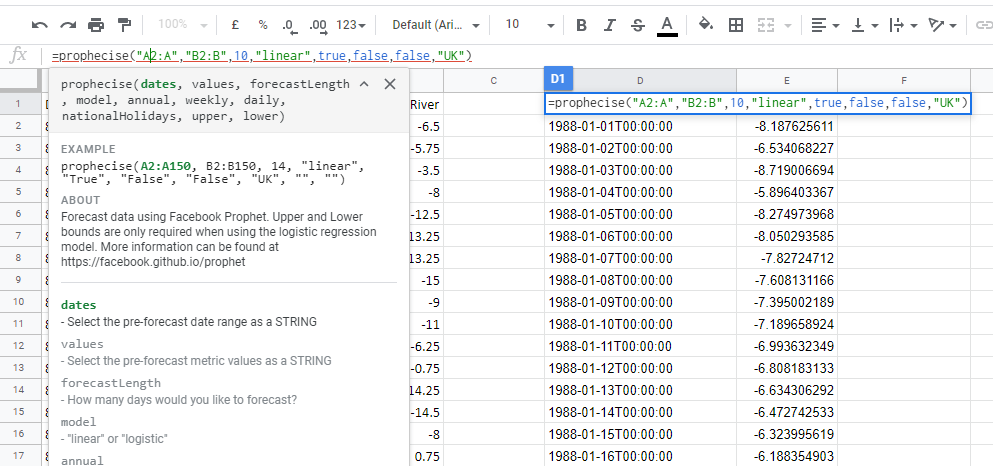 100% £ % .0 .00 123 Default (Ari... 10 B I S A
fx =prophecise("A2:A","B2:B",10,"linear",true,false,false,"UK")
prophecise(dates, values, forecastLength
, model, annual, weekly, daily,
nationalHolidays, upper, lower)
EXAMPLE
prophecise(A2:A150, B2:B150, 14, "linear",
"True", "False", "False", "UK", "", "")
ABOUT
Forecast data using Facebook Prophet. Upper and Lower
bounds are only required when using the logistic regression
model. More information can be found at
https://facebook.github.io/prophet
dates
- Select the pre-forecast date range as a STRING
values
- Select the pre-forecast metric values as a STRING
forecastLength
- How many days would you like to forecast?
model
- "linear" or "logistic"
annual
D1
C D E F
1 River =prophecise("A2:A","B2:B",10,"linear",true,false,false,"UK")
2 -6.5 1988-01-01T00:00:00 -8.187625611
3 -5.75 1988-01-02T00:00:00 -6.534068227
4 -3.5 1988-01-03T00:00:00 -8.719006694
5 -8 1988-01-04T00:00:00 -5.896403367
6 -12.5 1988-01-05T00:00:00 -8.274973968
7 13.25 1988-01-06T00:00:00 -8.050293585
8 13.25 1988-01-07T00:00:00 -7.82724712
9 -15 1988-01-08T00:00:00 -7.608131166
10 -9 1988-01-09T00:00:00 -7.395002189
11 -11 1988-01-10T00:00:00 -7.189658924
12 -6.25 1988-01-11T00:00:00 -6.993632349
13 -0.75 1988-01-12T00:00:00 -6.808183133
14 14.25 1988-01-13T00:00:00 -6.634306292
15 -14.5 1988-01-14T00:00:00 -6.472742533
16 -8 1988-01-15T00:00:00 -6.323995619
17 0.75 1988-01-16T00:00:00 -6.188354903